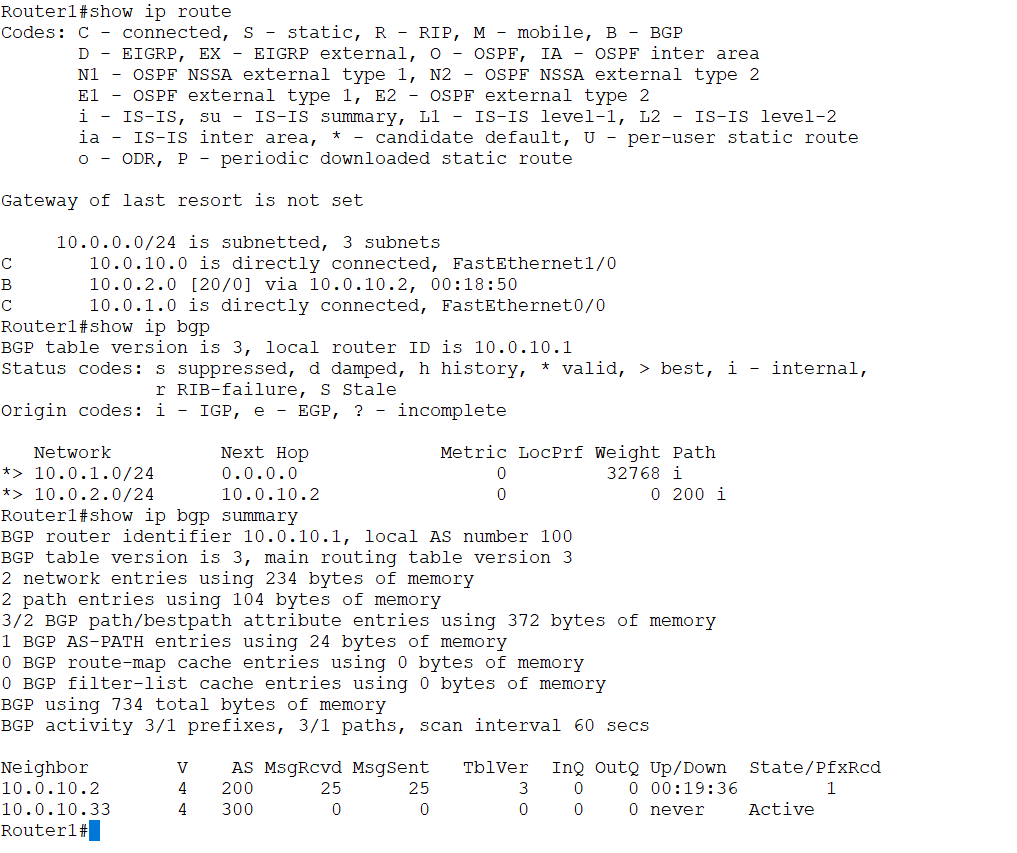 Router1#show ip route
Codes: C - connected, S - static, R - RIP, M - mobile, B - BGP
       D - EIGRP, EX - EIGRP external, O - OSPF, IA - OSPF inter area
       N1 - OSPF NSSA external type 1, N2 - OSPF NSSA external type 2
       E1 - OSPF external type 1, E2 - OSPF external type 2
       i - IS-IS, su - IS-IS summary, L1 - IS-IS level-1, L2 - IS-IS level-2
       ia - IS-IS inter area, * - candidate default, U - per-user static route
       o - ODR, P - periodic downloaded static route

Gateway of last resort is not set

     10.0.0.0/24 is subnetted, 3 subnets
C       10.0.10.0 is directly connected, FastEthernet1/0
B       10.0.2.0 [20/0] via 10.0.10.2, 00:18:50
C       10.0.1.0 is directly connected, FastEthernet0/0
Router1#show ip bgp
BGP table version is 3, local router ID is 10.0.10.1
Status codes: s suppressed, d damped, h history, * valid, > best, i - internal,
              r RIB-failure, S Stale
Origin codes: i - IGP, e - EGP, ? - incomplete

   Network          Next Hop            Metric LocPrf Weight Path
*> 10.0.1.0/24      0.0.0.0                  0         32768 i
*> 10.0.2.0/24      10.0.10.2                0             0 200 i
Router1#show ip bgp summary
BGP router identifier 10.0.10.1, local AS number 100
BGP table version is 3, main routing table version 3
2 network entries using 234 bytes of memory
2 path entries using 104 bytes of memory
3/2 BGP path/bestpath attribute entries using 372 bytes of memory
1 BGP AS-PATH entries using 24 bytes of memory
0 BGP route-map cache entries using 0 bytes of memory
0 BGP filter-list cache entries using 0 bytes of memory
BGP using 734 total bytes of memory
BGP activity 3/1 prefixes, 3/1 paths, scan interval 60 secs

Neighbor        V    AS MsgRcvd MsgSent   TblVer  InQ OutQ Up/Down  State/PfxRcd
10.0.10.2       4   200      25      25        3    0    0 00:19:36        1
10.0.10.33      4   300       0       0        0    0    0 never    Active
Router1#